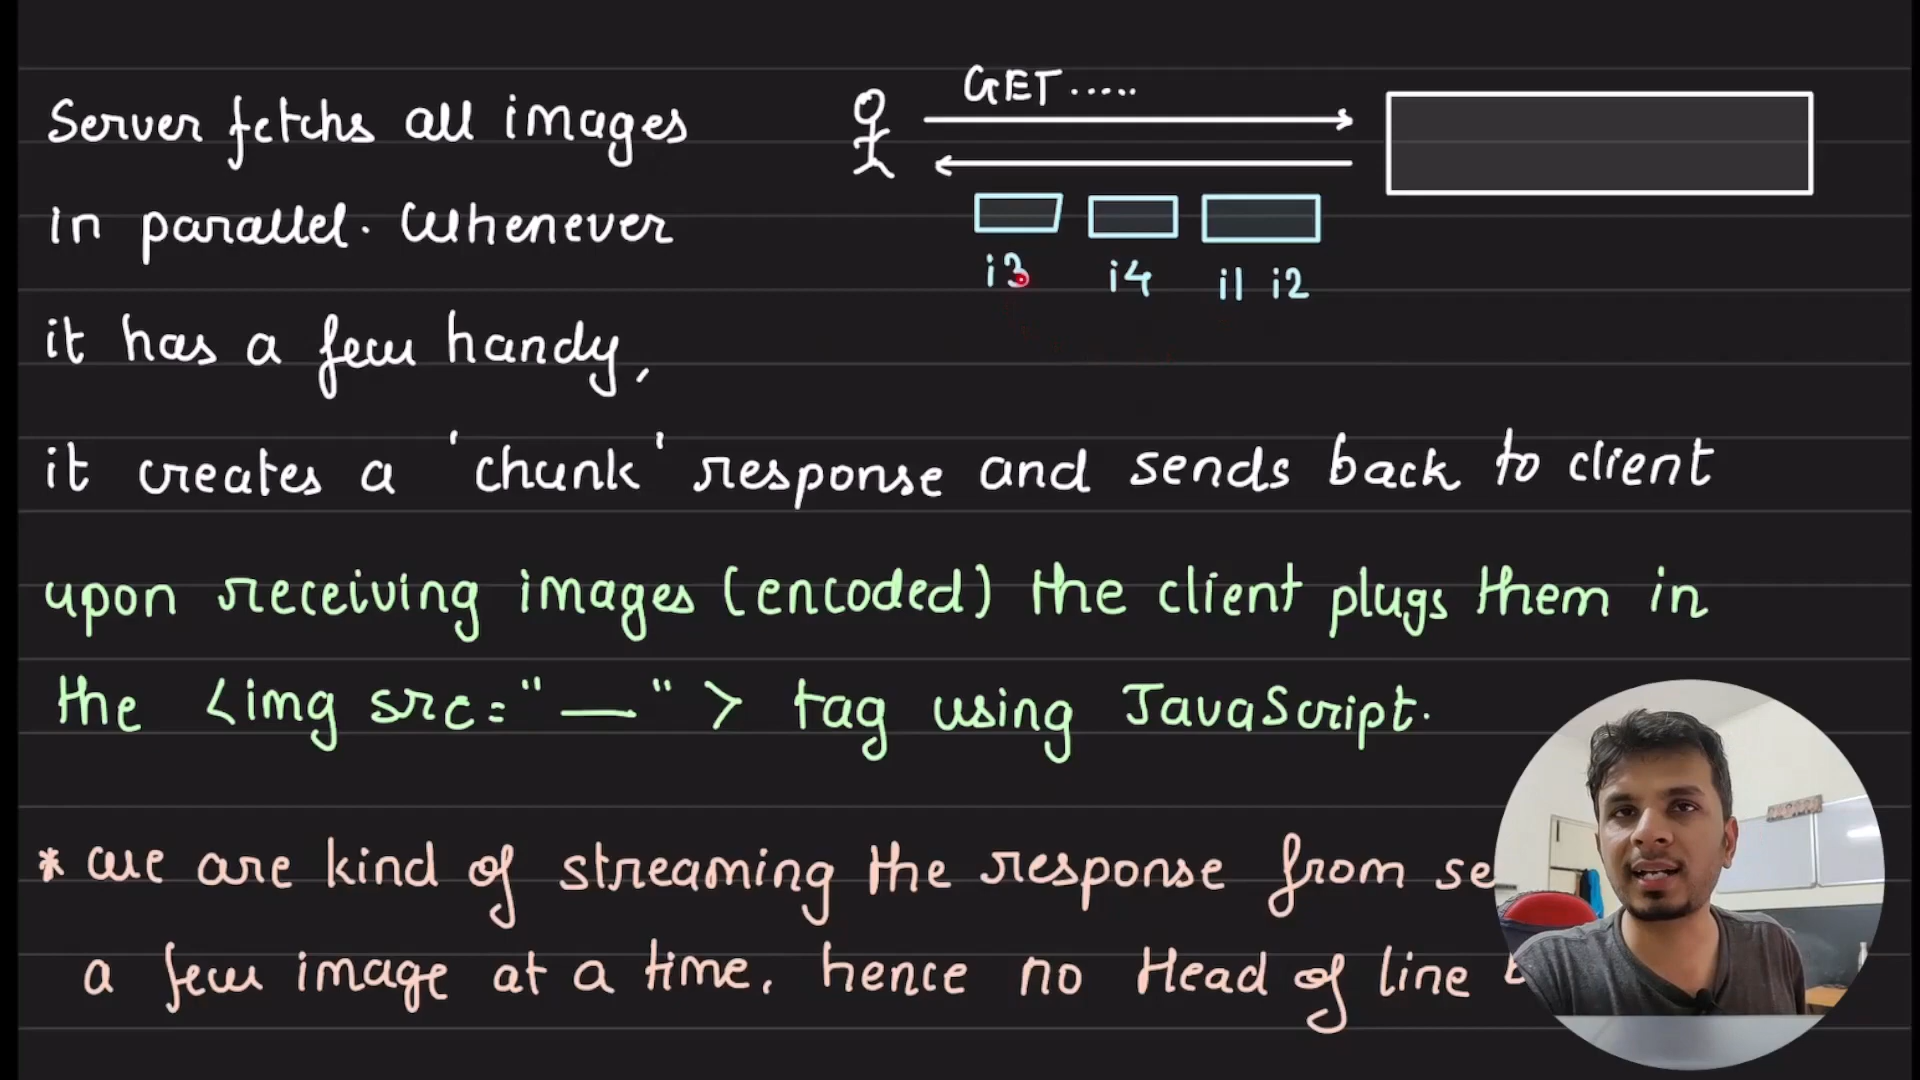 GET.....
Server fetchs all images
in parallel. Whenever
i3 i4 i1 i2
it has a few handy,
it creates a 'chunk' response and sends back to client
upon receiving images (encoded) the client plugs them in
the <img src="—"> tag using JavaScript.
* we are kind of streaming the response from se
a few image at a time, hence no Head of line